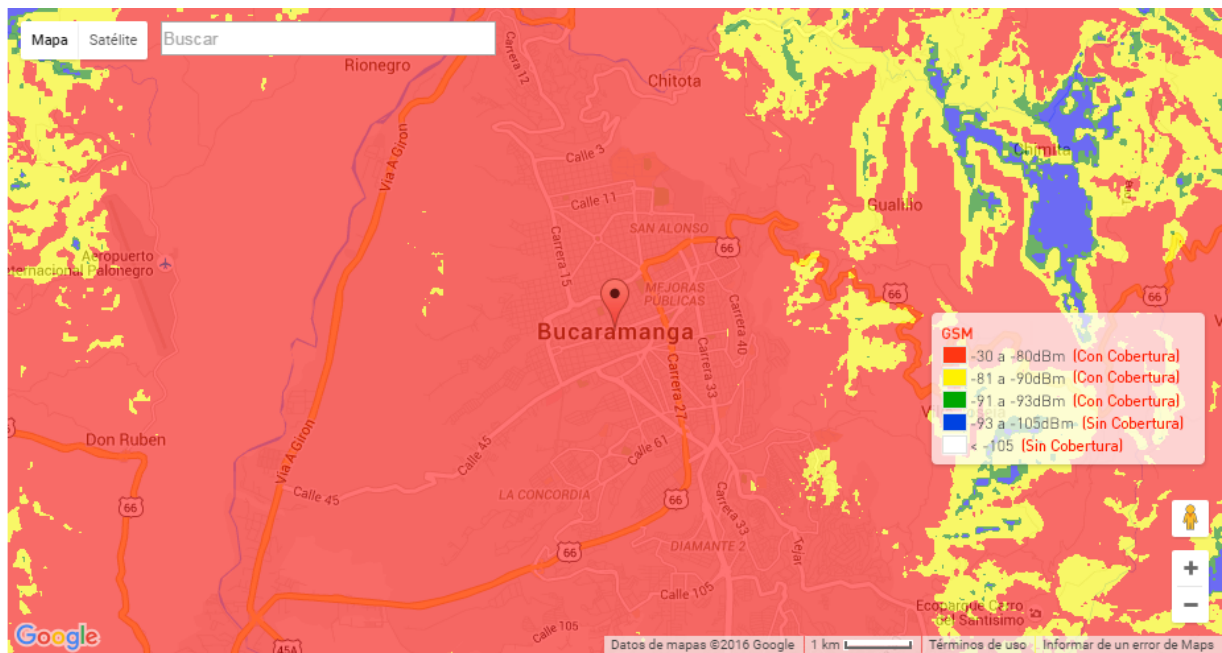 Mapa
Satélite
Buscar
Carrera 12
Rionegro
Chitota
Via A Giron
Calle 3
Chimita
Calle 11
Gualilo
SAN ALONSO
Carrera 15
66
Aeropuerto
Internacional Palonegro
MEJORAS
PÚBLICAS
66
66
Bucaramanga
Carrera 40
GSM
-30 a -80dBm (Con Cobertura)
-81 a -90dBm (Con Cobertura)
-91 a -93dBm (Con Cobertura)
-93 a -105dBm (Sin Cobertura)
< -105 (Sin Cobertura)
Carrera 27
Carrera 33
Don Ruben
Via A Giron
Calle 45
Calle 61
Calle 45
LA CONCORDIA
66
66
Carrera 33
66
DIAMANTE 2
Tejar
Calle 105
Ecoparque Cerro
del Santísimo
Calle 105
Google
45A
Datos de mapas ©2016 Google
1 km
Términos de uso
Informar de un error de Maps